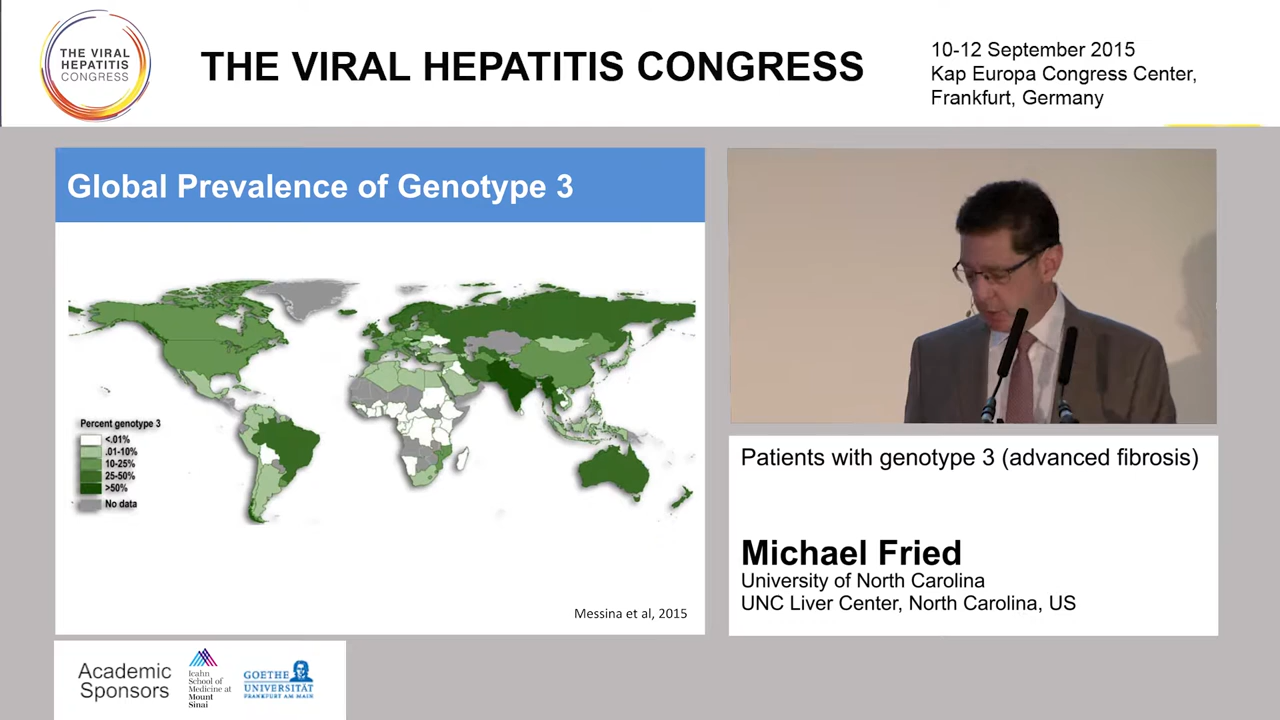 THE VIRAL
HEPATITIS
CONGRESS
THE VIRAL HEPATITIS CONGRESS
10-12 September 2015
Kap Europa Congress Center,
Frankfurt, Germany
Global Prevalence of Genotype 3
Percent genotype 3
<.01%
.01-10%
10-25%
25-50%
>50%
No data
Messina et al, 2015
Patients with genotype 3 (advanced fibrosis)
Michael Fried
University of North Carolina
UNC Liver Center, North Carolina, US
Academic
Sponsors
Icahn
School of
Medicine at
Mount
Sinai
GOETHE
UNIVERSITÄT
FRANKFURT AM MAIN